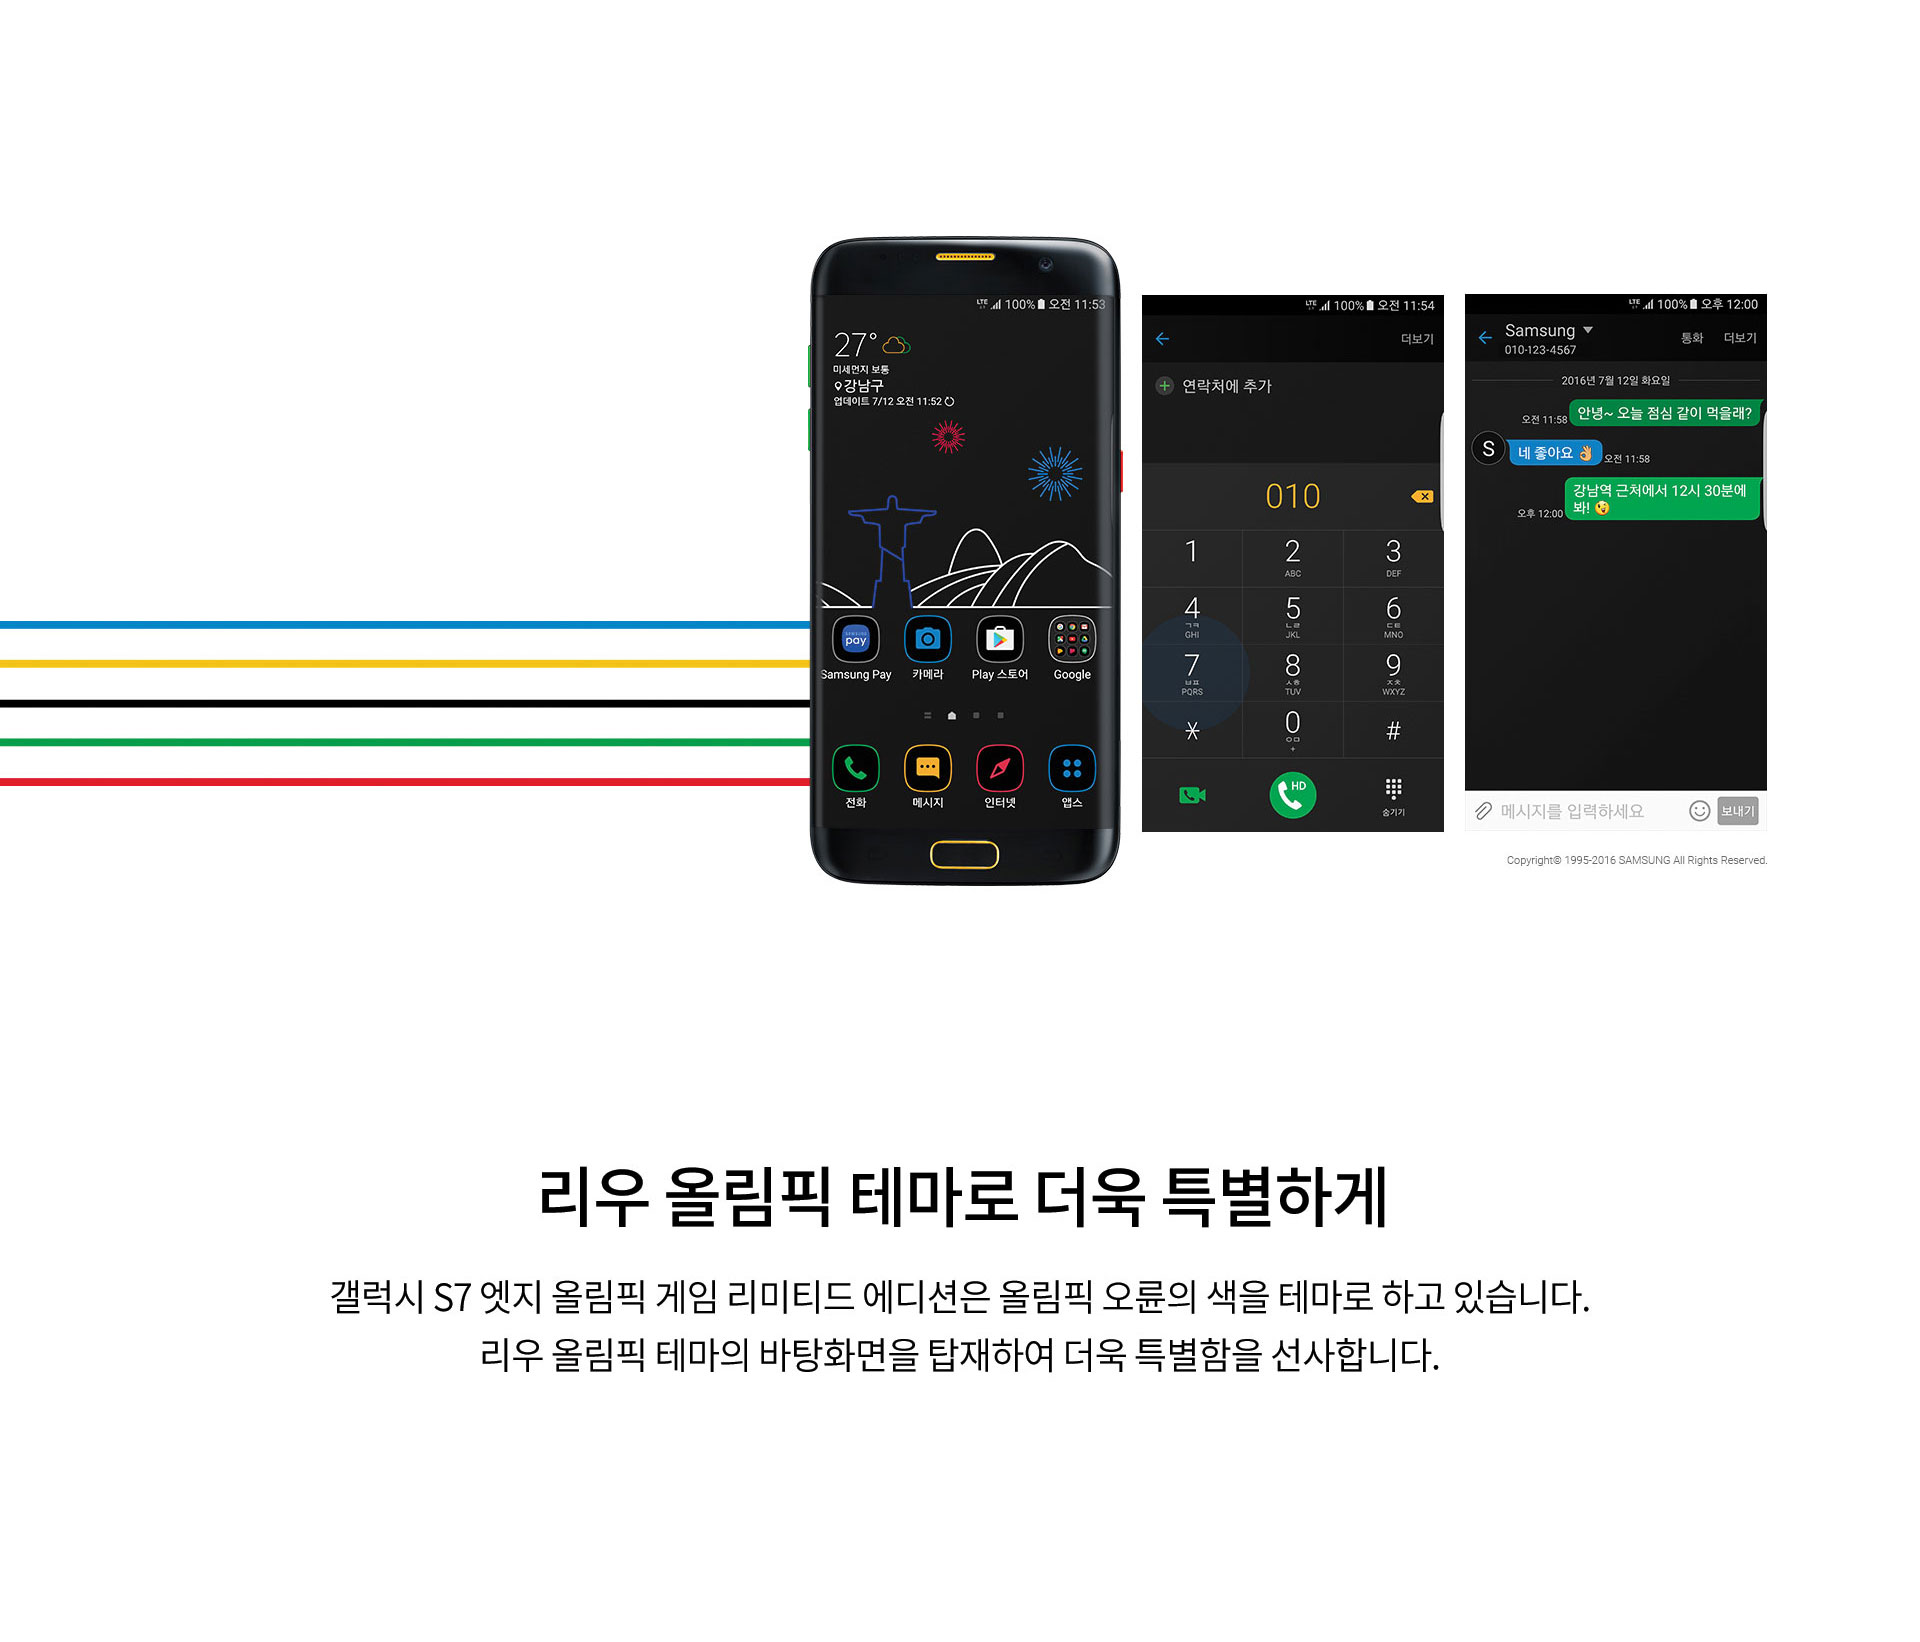 LTE 100% 오전 11:53
27°
미세먼지 보통
강남구
업데이트 7/12 오전 11:52
SAMSUNG
pay
Samsung Pay 카메라 Play 스토어 Google
전화 메시지 인터넷 앱스
LTE 100% 오전 11:54
더보기
연락처에 추가
010
1 2 3
ABC DEF
4 5 6
ㄱㅋ ㄴㄹ ㄷㅌ
GHI JKL MNO
7 8 9
ㅂㅍ ㅅㅎ ㅈㅊ
PQRS TUV WXYZ
* 0 #
ㅇㅁ
+
HD
숨기기
LTE 100% 오후 12:00
Samsung 통화 더보기
010-123-4567
2016년 7월 12일 화요일
오전 11:58 안녕~ 오늘 점심 같이 먹을래?
S 네 좋아요 👌 오전 11:58
강남역 근처에서 12시 30분에
오후 12:00 봐! 😉
메시지를 입력하세요 보내기
Copyright© 1995-2016 SAMSUNG All Rights Reserved.
리우 올림픽 테마로 더욱 특별하게
갤럭시 S7 엣지 올림픽 게임 리미티드 에디션은 올림픽 오륜의 색을 테마로 하고 있습니다.
리우 올림픽 테마의 바탕화면을 탑재하여 더욱 특별함을 선사합니다.